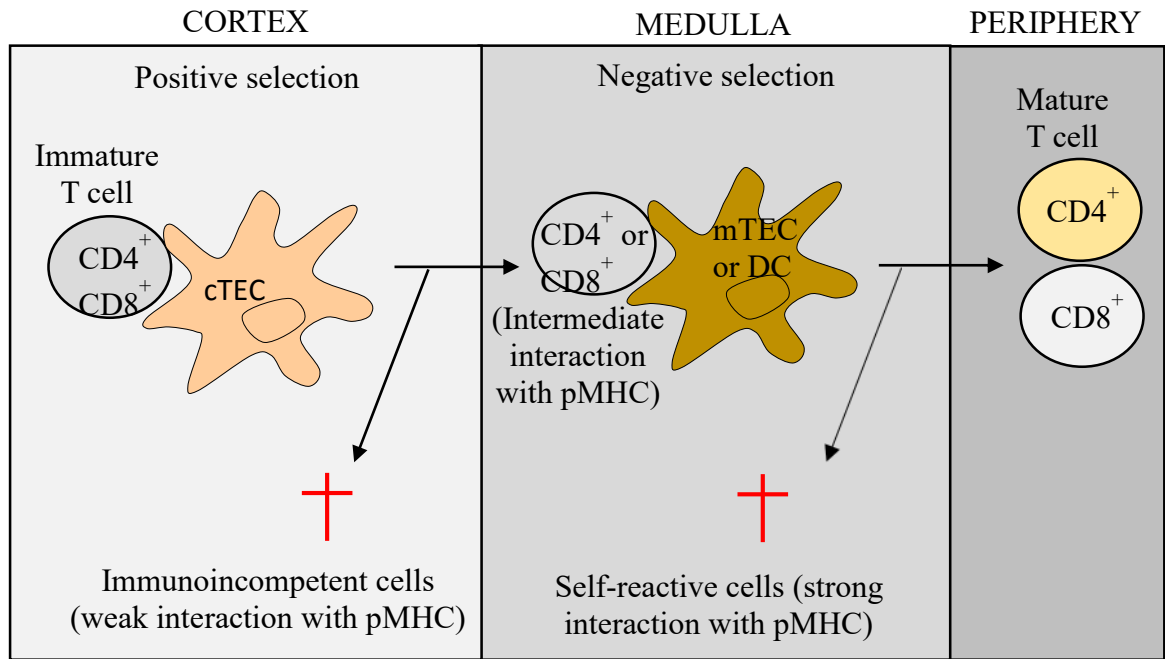 CORTEX
MEDULLA
PERIPHERY
Positive selection
Immature
T cell
CD4⁺
CD8⁺
cTEC
Immunoincompetent cells
(weak interaction with pMHC)
Negative selection
CD4⁺ or
CD8⁺
(Intermediate
interaction
with pMHC)
mTEC
or DC
Self-reactive cells (strong
interaction with pMHC)
Mature
T cell
CD4⁺
CD8⁺